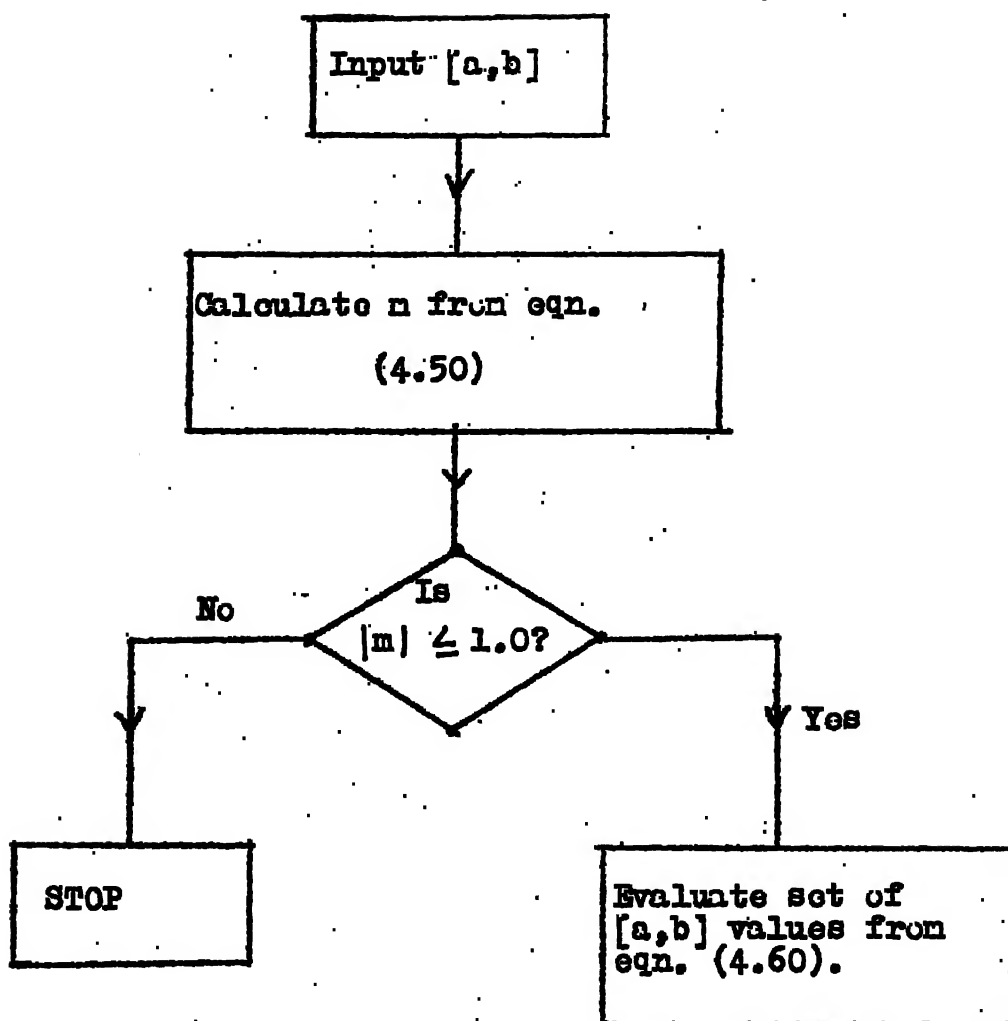 Input [a,b]
Calculate m from eqn.
(4.50)
Is
|m| ≤ 1.0?
No
Yes
STOP
Evaluate set of
[a,b] values from
eqn. (4.60).